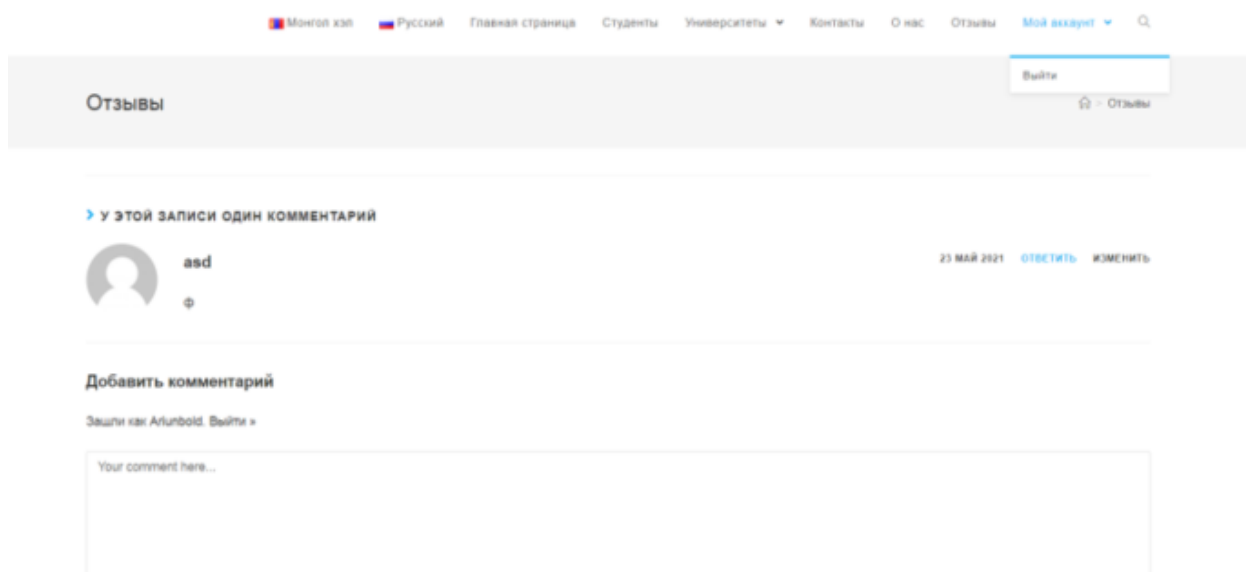 Монгол хэл Русский Главная страница Студенты Университеты Контакты О нас Отзывы Мой аккаунт
Выйти
Отзывы
> Отзывы
У ЭТОЙ ЗАПИСИ ОДИН КОММЕНТАРИЙ
asd
23 МАЙ 2021 ОТВЕТИТЬ ИЗМЕНИТЬ
ф
Добавить комментарий
Зашли как Ariunbold. Выйти »
Your comment here...